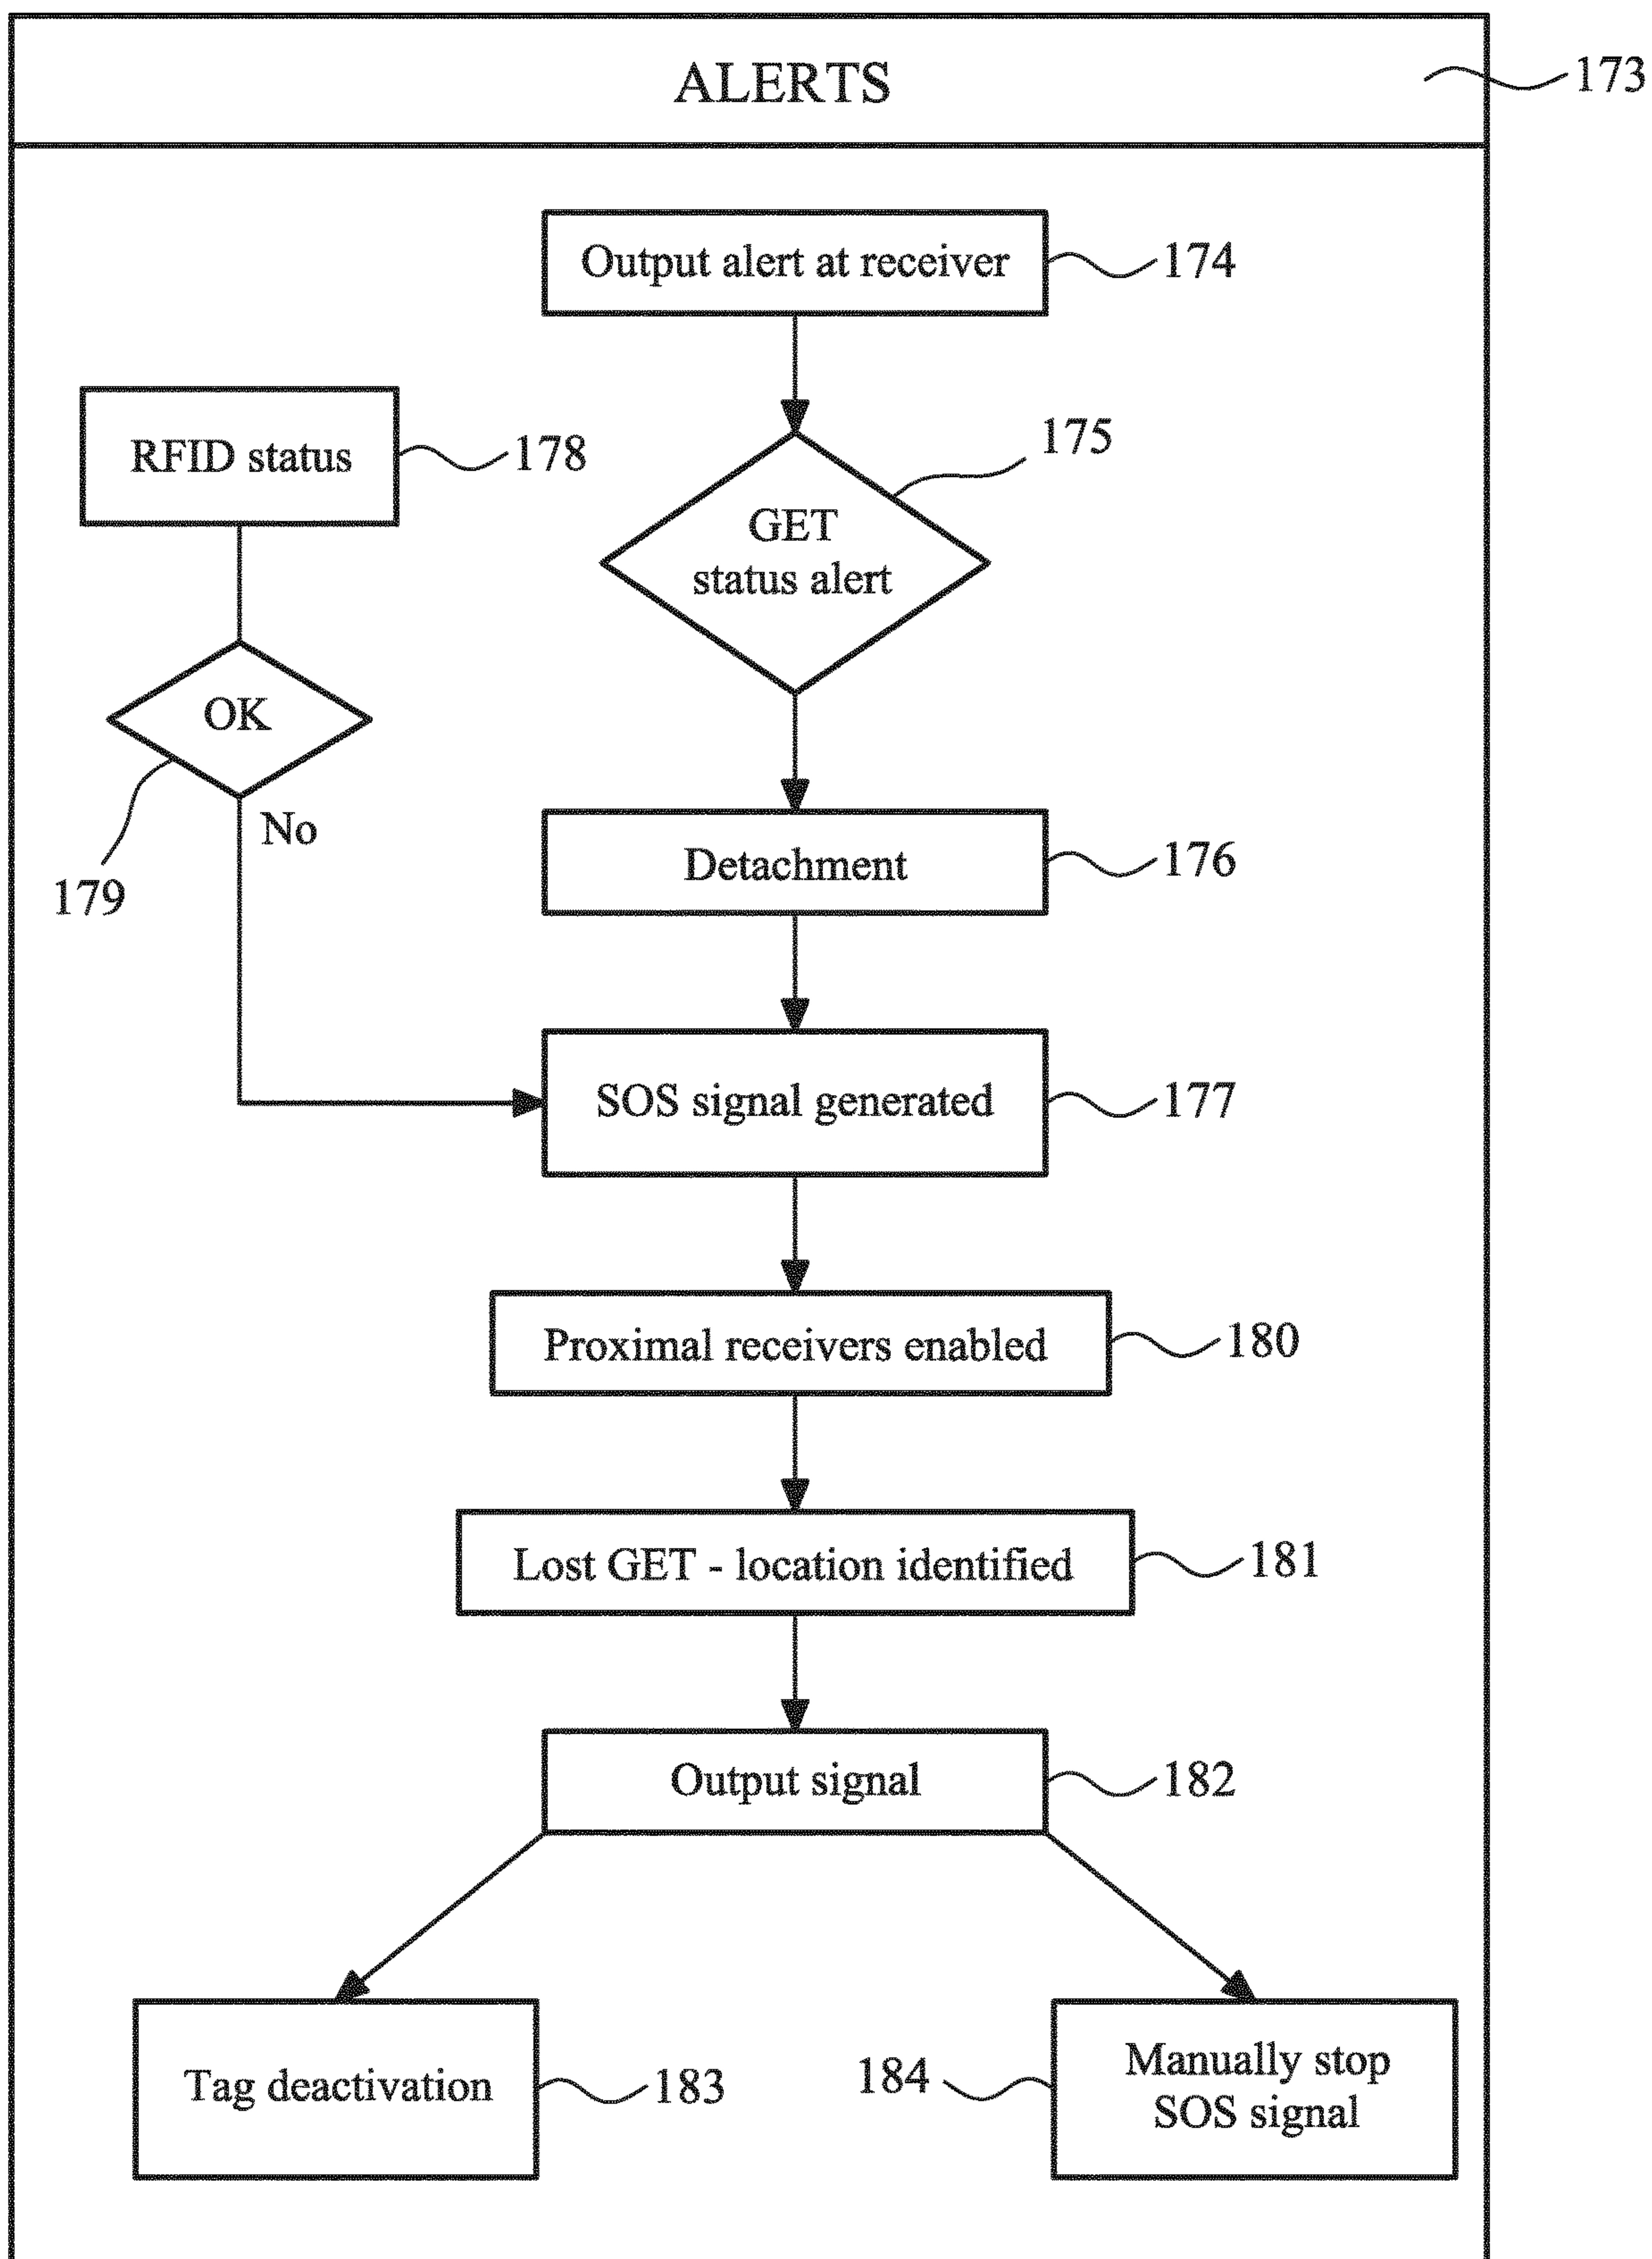 ALERTS
173
Output alert at receiver
174
RFID status
178
175
GET
status alert
OK
179
No
Detachment
176
SOS signal generated
177
Proximal receivers enabled
180
Lost GET - location identified
181
Output signal
182
Tag deactivation
183
184
Manually stop
SOS signal